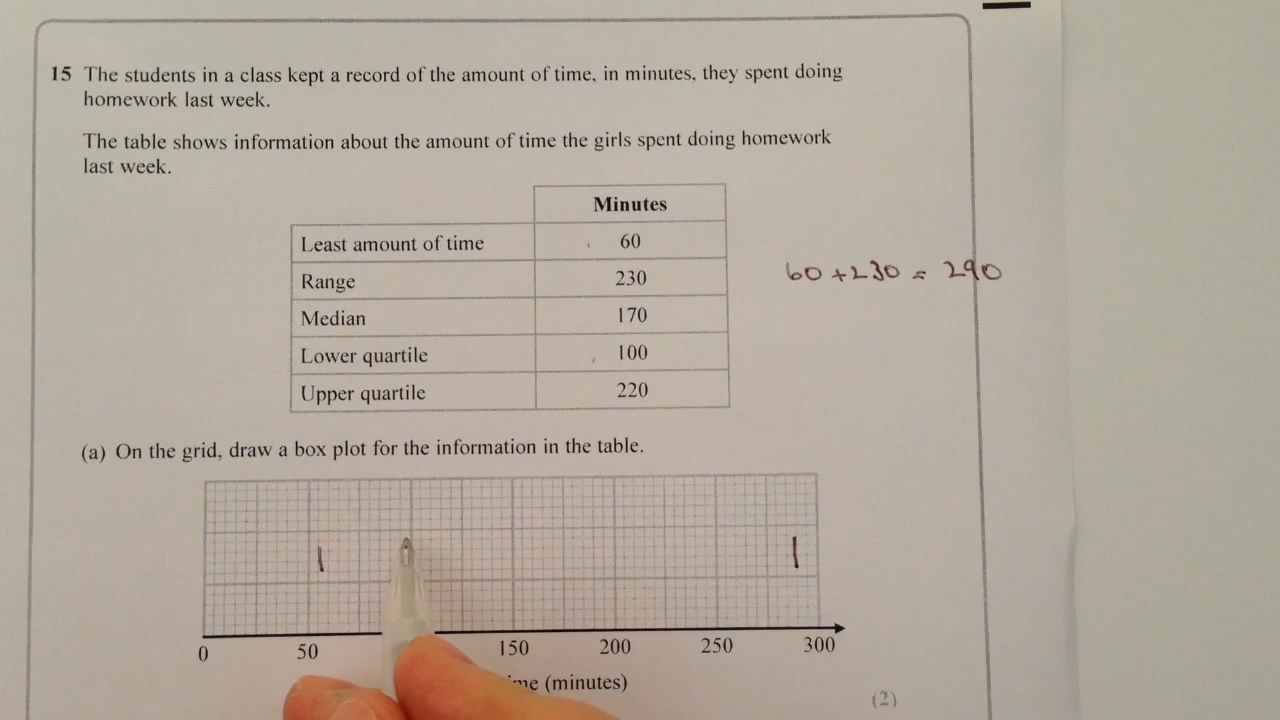 15 The students in a class kept a record of the amount of time, in minutes, they spent doing
homework last week.
The table shows information about the amount of time the girls spent doing homework
last week.
Minutes
Least amount of time 60
Range 230
Median 170
Lower quartile 100
Upper quartile 220
60 + 230 = 290
(a) On the grid, draw a box plot for the information in the table.
0 50 150 200 250 300
(minutes)
(2)